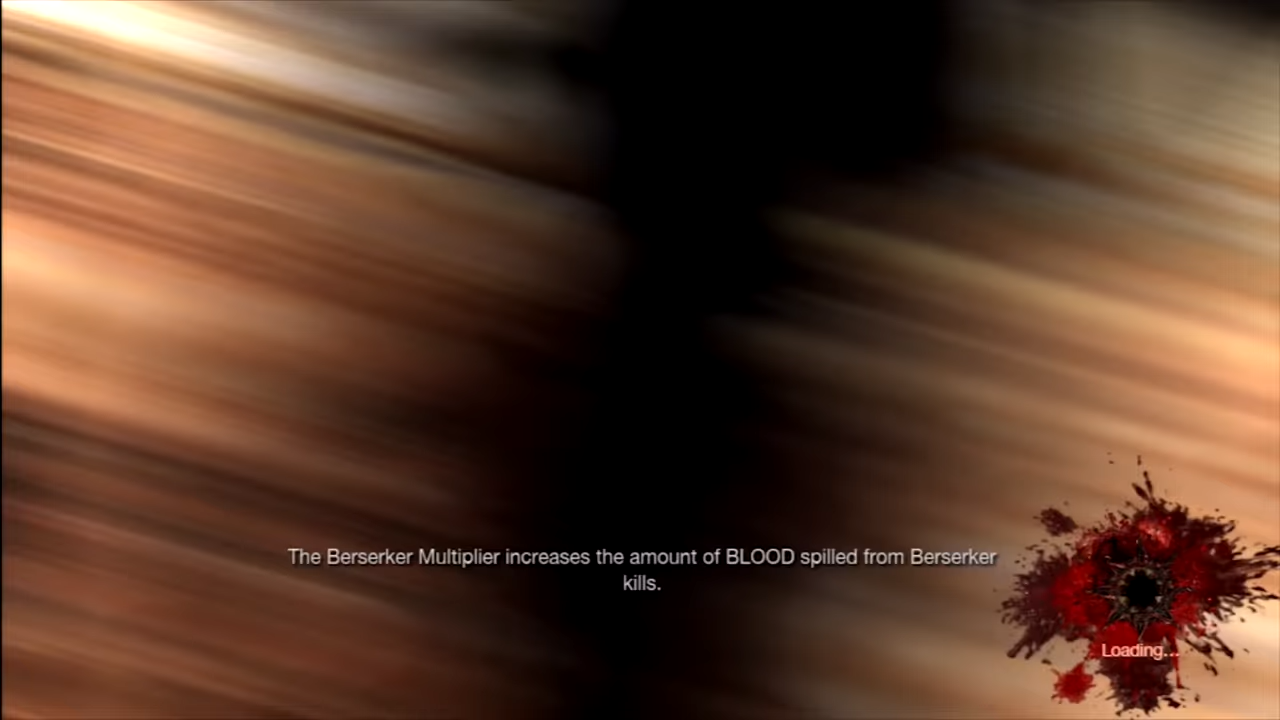 The Berserker Multiplier increases the amount of BLOOD spilled from Berserker
kills.
Loading...